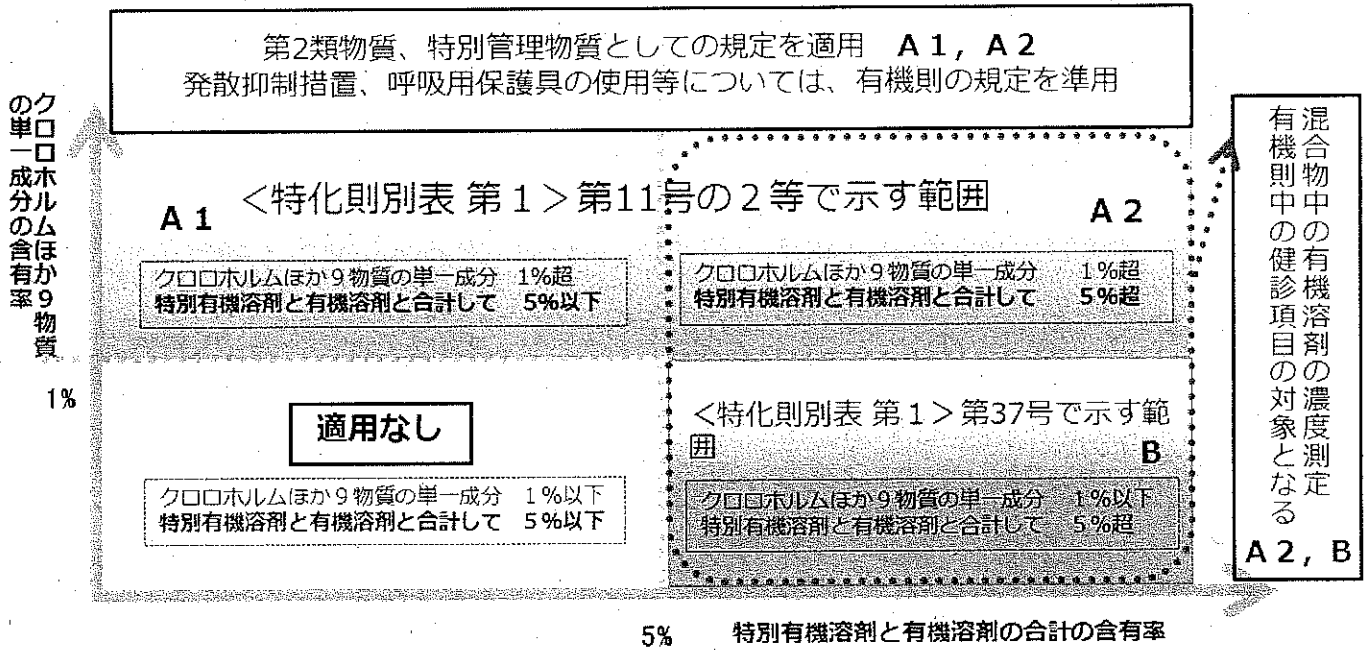 第2類物質、特別管理物質としての規定を適用 A1, A2
発散抑制措置、呼吸用保護具の使用等については、有機則の規定を準用
クロロホルムほか9物質
の単一成分の含有率
混合物中の有機溶剤の濃度測定
有機則中の健診項目の対象となる
A2, B
<特化則別表 第1>第11号の2等で示す範囲
A1
A2
クロロホルムほか9物質の単一成分 1%超
特別有機溶剤と有機溶剤と合計して 5%以下
クロロホルムほか9物質の単一成分 1%超
特別有機溶剤と有機溶剤と合計して 5%超
1%
適用なし
クロロホルムほか9物質の単一成分 1%以下
特別有機溶剤と有機溶剤と合計して 5%以下
<特化則別表 第1>第37号で示す範
囲
B
クロロホルムほか9物質の単一成分 1%以下
特別有機溶剤と有機溶剤と合計して 5%超
5% 特別有機溶剤と有機溶剤の合計の含有率